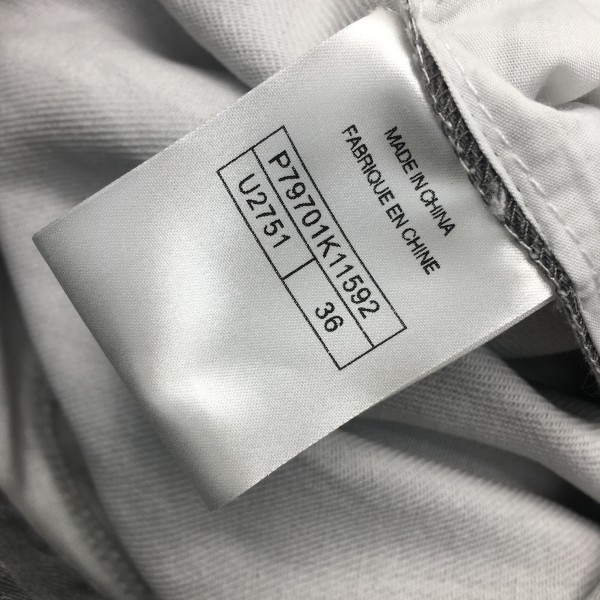 MADE IN CHINA
FABRIQUE EN CHINE
P79701K11592
U2751 36